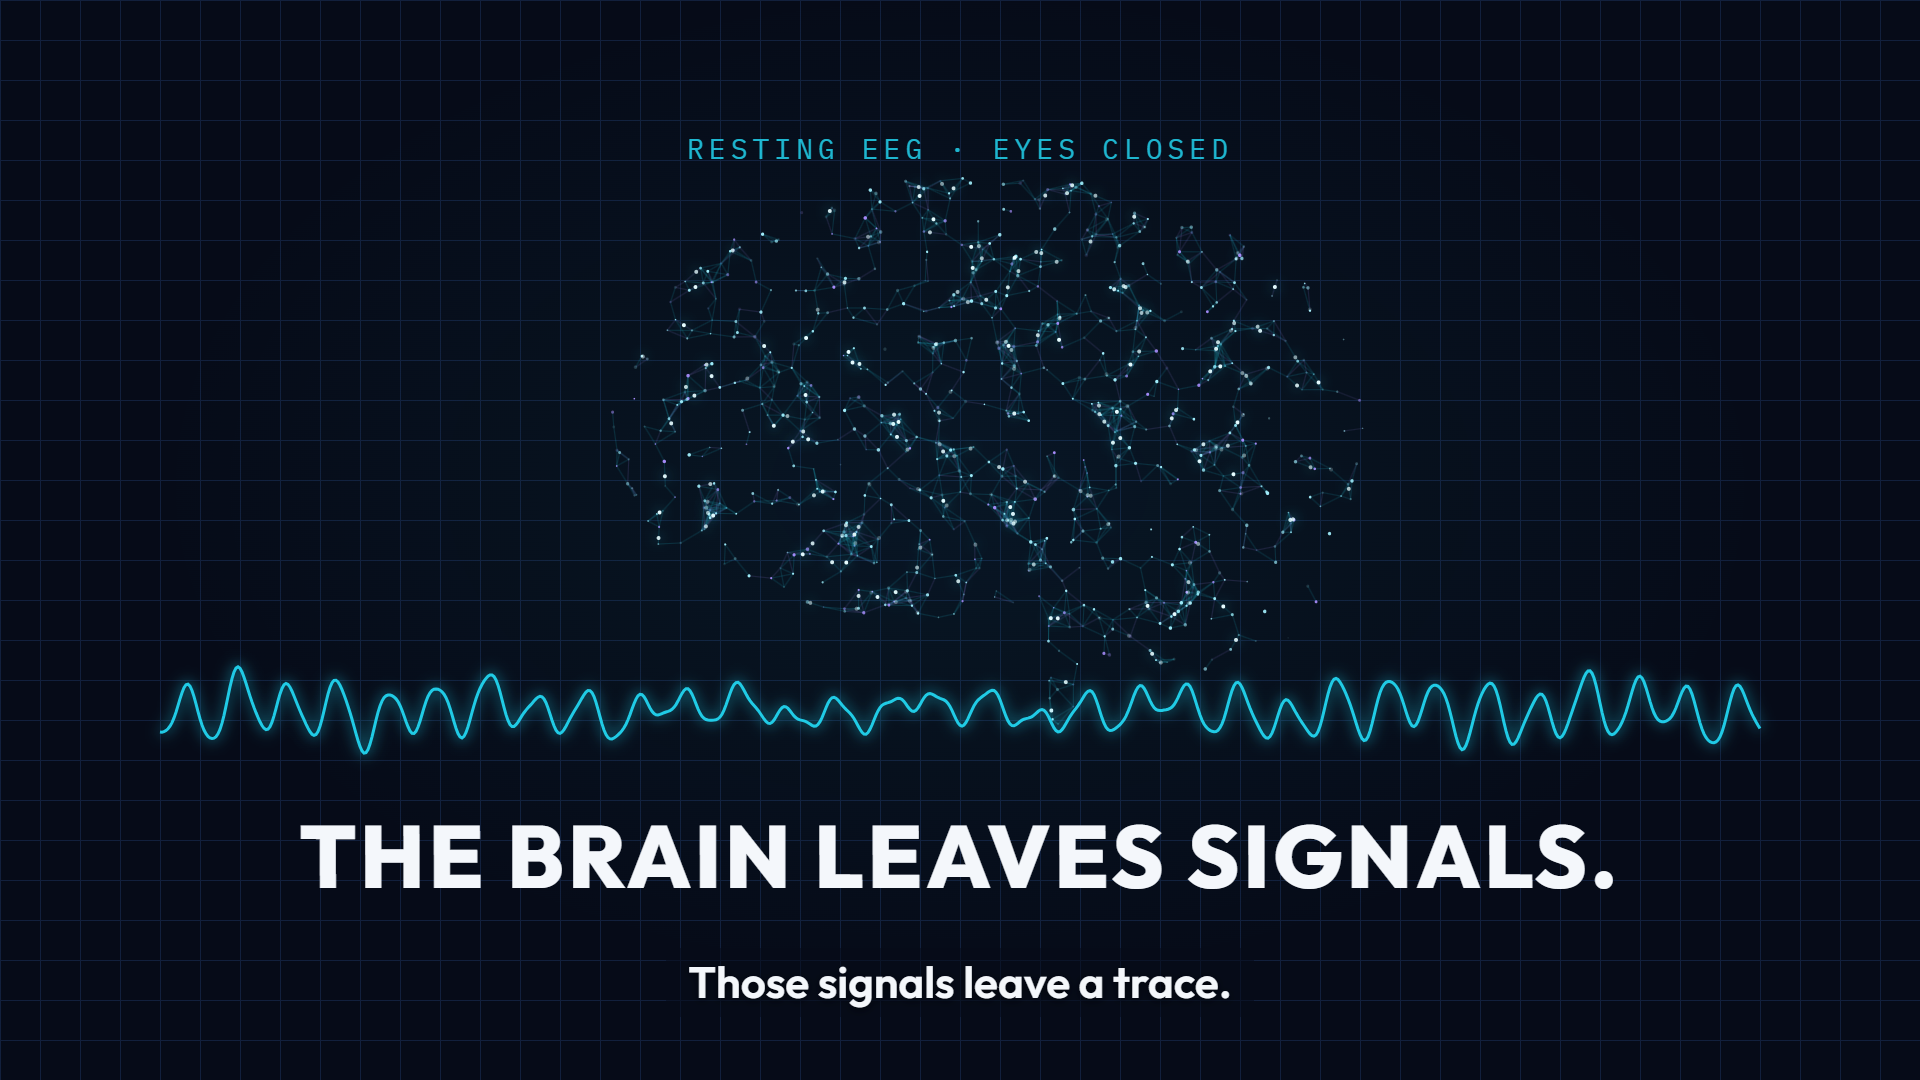 RESTING EEG · EYES CLOSED
THE BRAIN LEAVES SIGNALS.
Those signals leave a trace.